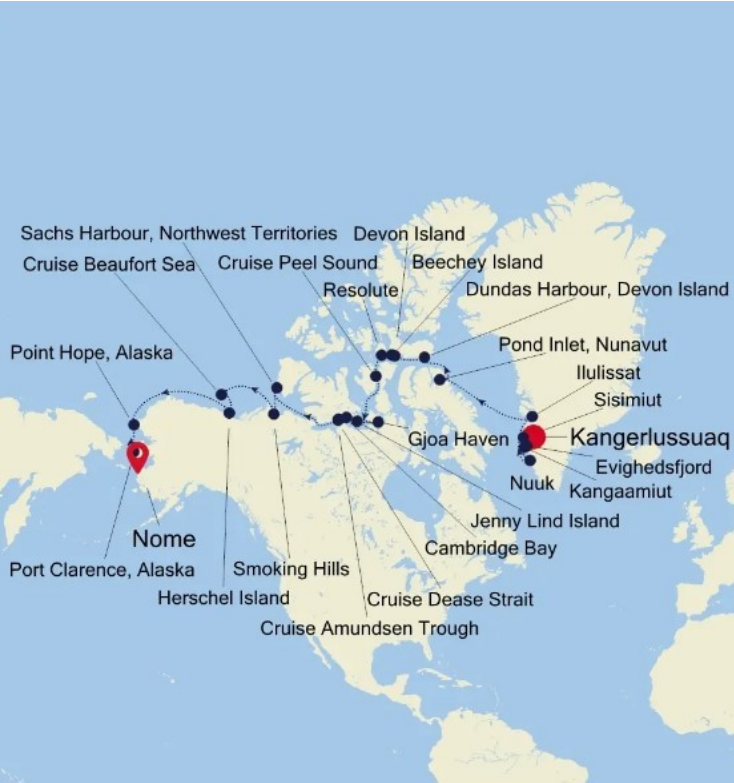 Sachs Harbour, Northwest Territories
Devon Island
Cruise Beaufort Sea
Cruise Peel Sound
Beechey Island
Resolute
Dundas Harbour, Devon Island
Point Hope, Alaska
Pond Inlet, Nunavut
Ilulissat
Sisimiut
Gjoa Haven
Kangerlussuaq
Evighedsfjord
Nuuk
Kangaamiut
Jenny Lind Island
Nome
Cambridge Bay
Port Clarence, Alaska
Smoking Hills
Herschel Island
Cruise Dease Strait
Cruise Amundsen Trough